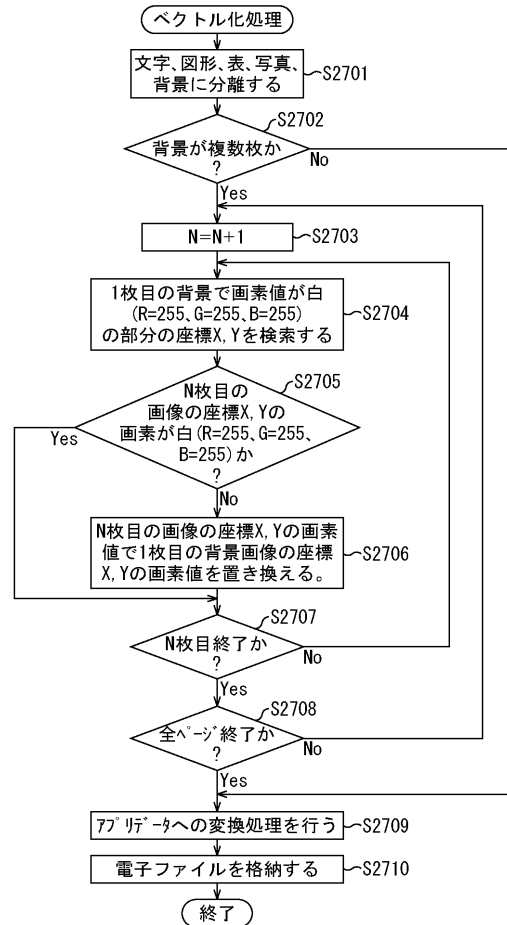 ベクトル化処理
文字、図形、表、写真、
背景に分離する
S2701
S2702
背景が複数枚か
?
No
Yes
N=N+1
S2703
1枚目の背景で画素値が白
(R=255、G=255、B=255)
の部分の座標X,Yを検索する
S2704
S2705
N枚目の
画像の座標X,Yの
画素が白(R=255、G=255、
B=255)か
?
Yes
No
N枚目の画像の座標X,Yの画素
値で1枚目の背景画像の座標
X,Yの画素値を置き換える。
S2706
S2707
N枚目終了か
?
No
Yes
S2708
全ページ終了か
?
No
Yes
アプリデータへの変換処理を行う
S2709
電子ファイルを格納する
S2710
終了